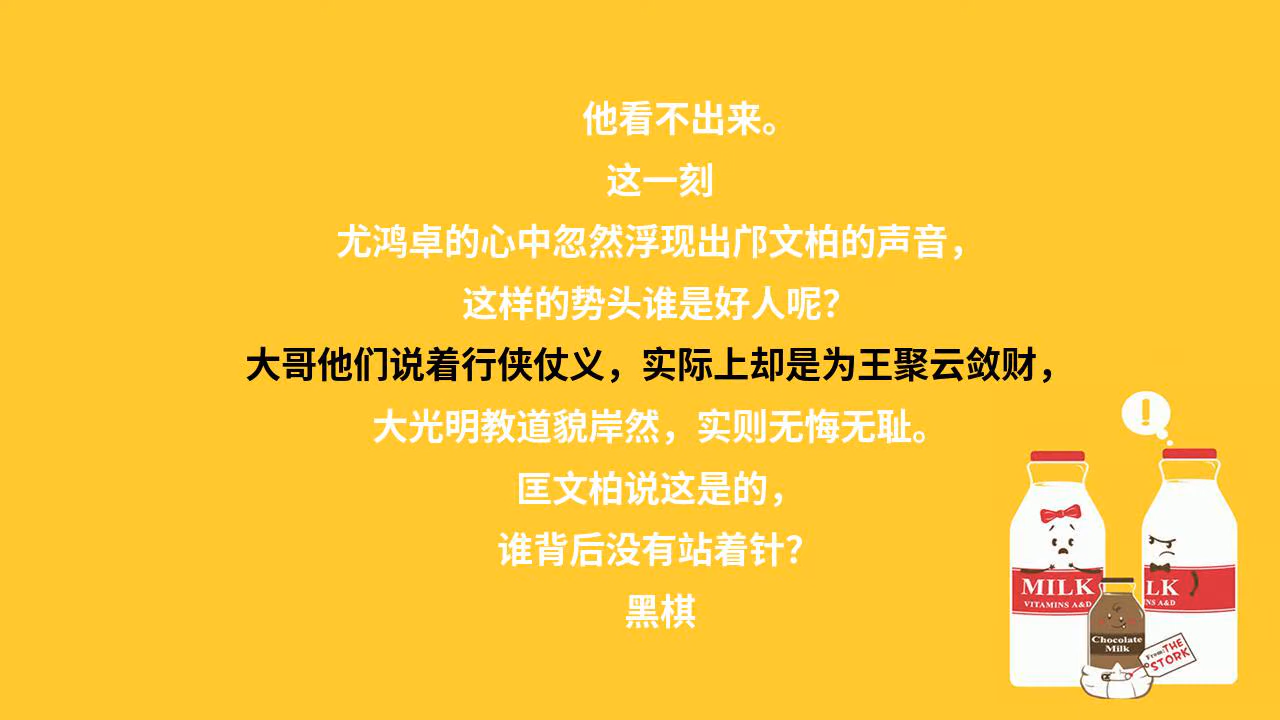 他看不出来。
这一刻
尤鸿卓的心中忽然浮现出邝文柏的声音，
这样的势头谁是好人呢？
大哥他们说着行侠仗义，实际上却是为王聚云敛财，
大光明教道貌岸然，实则无悔无耻。
匡文柏说这是的，
谁背后没有站着针？
黑棋
!
MILK
VITAMINS A&D
LK
NS A&D
Chocolate
Milk
From: THE
STORK